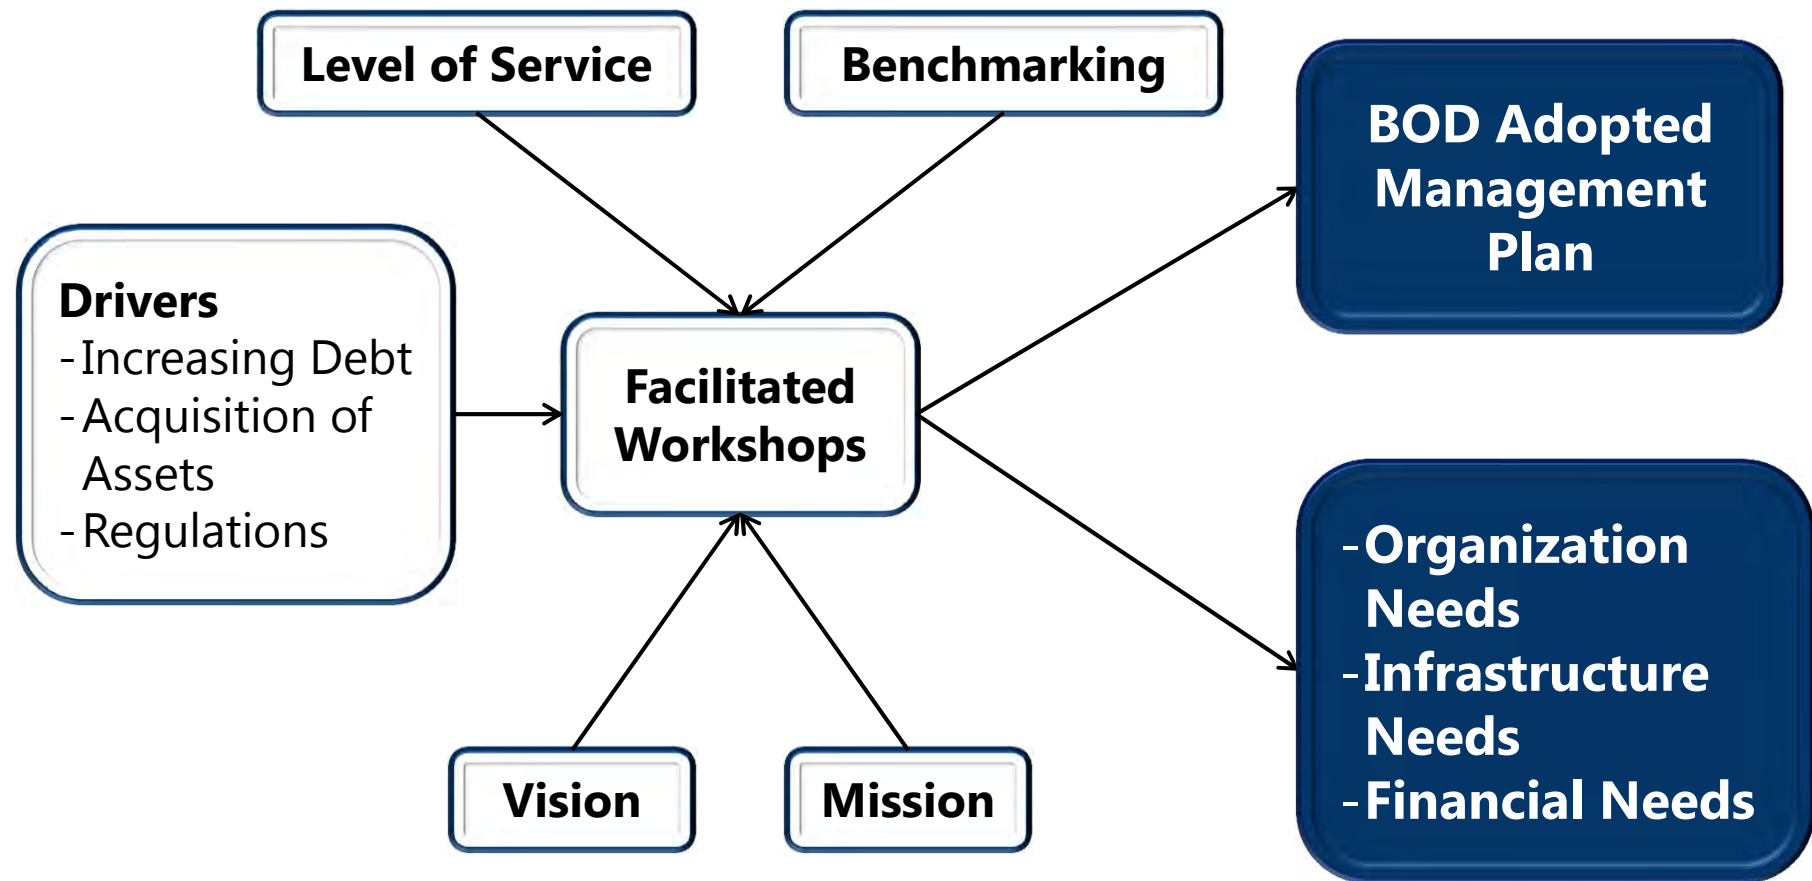 Level of Service
Benchmarking
BOD Adopted
Management
Plan
Drivers
-Increasing Debt
-Acquisition of
Assets
-Regulations
Facilitated
Workshops
-Organization
Needs
-Infrastructure
Needs
-Financial Needs
Vision
Mission